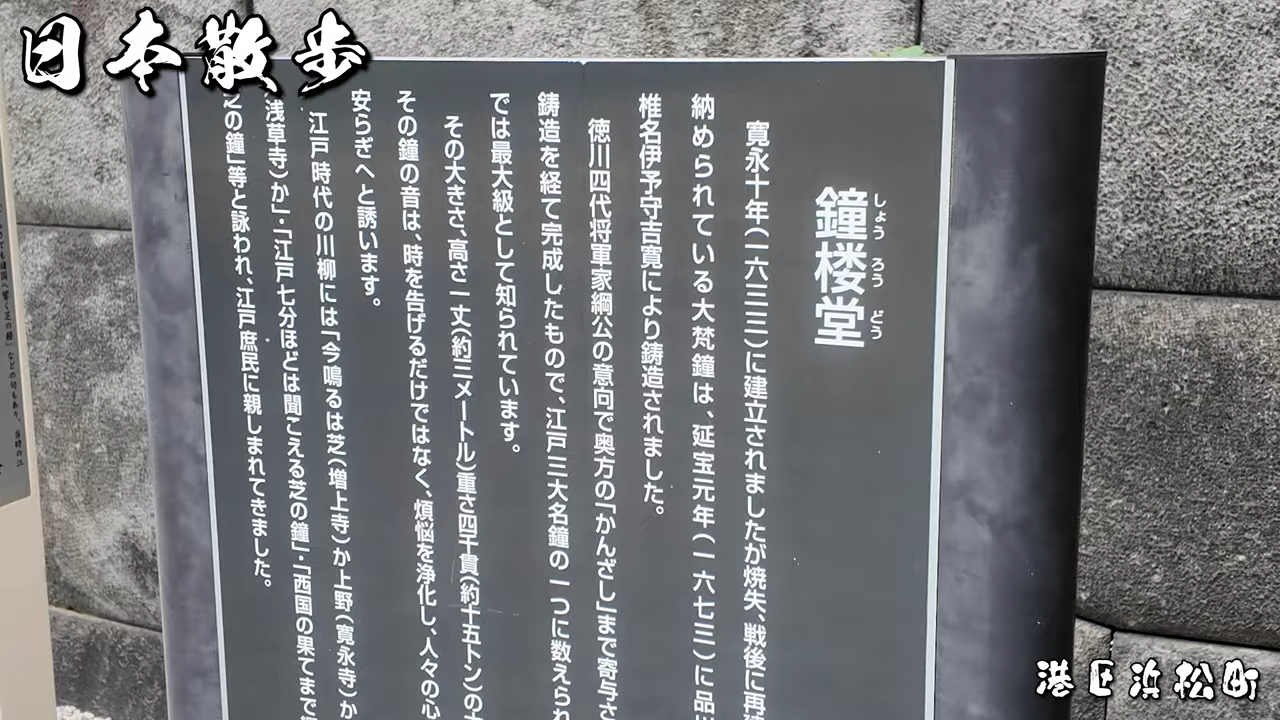 日本散歩
鐘楼堂
しょう ろう どう
寛永十年(一六三三)に建立されましたが焼失、戦後に再
納められている大梵鐘は、延宝元年(一六七三)に品
椎名伊予守吉寛により鋳造されました。
徳川四代将軍家綱公の意向で奥方の「かんざし」まで寄与さ
鋳造を経て完成したもので、江戸三大名鐘の一つに数えられ
では最大級として知られています。
その大きさ、高さ一丈(約三メートル)重さ四千貫(約十五トン)の
その鐘の音は、時を告げるだけではなく、煩悩を浄化し、人々の心
安らぎへと誘います。
江戸時代の川柳には「今鳴るは芝(増上寺)か上野(寛永寺)か
浅草寺)か」・「江戸七分ほどは聞こえる芝の鐘」・「西国の果てまで
芝の鐘」等と詠われ、江戸庶民に親しまれてきました。
港区浜松町